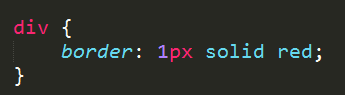 div {
    border: 1px solid red;
}